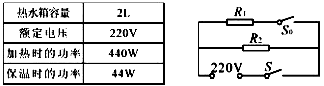 热水箱容量 2L
额定电压 220V
加热时的功率 440W
保温时的功率 44W
R₁ S₀
R₂
220V S